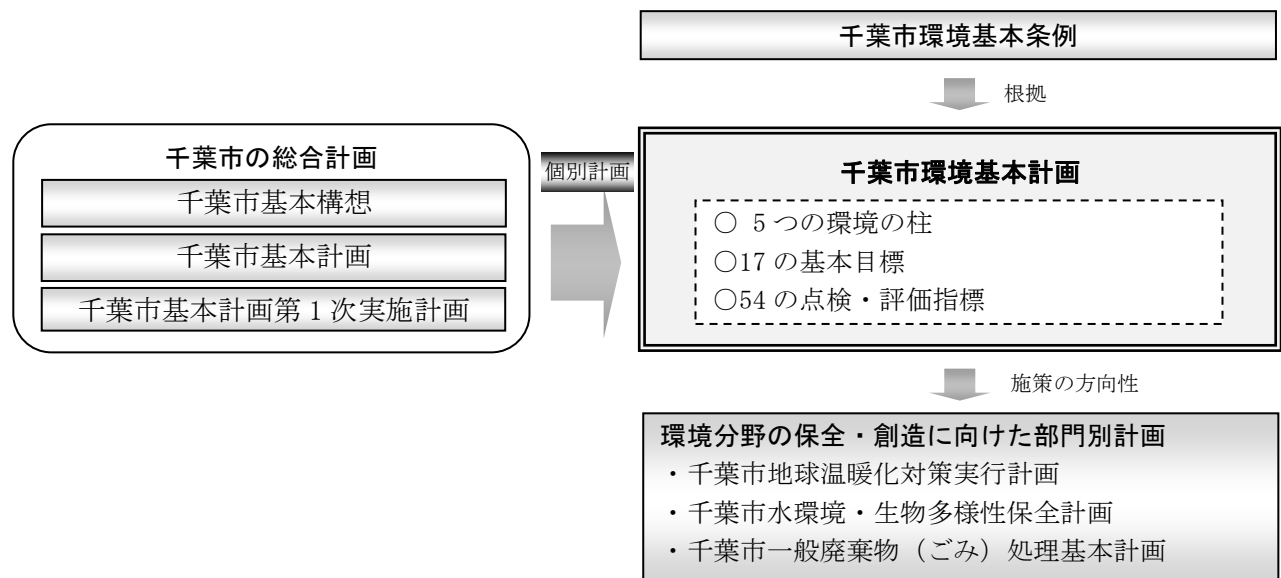 千葉市環境基本条例
根拠
千葉市の総合計画
千葉市基本構想
千葉市基本計画
千葉市基本計画第1次実施計画
個別計画
千葉市環境基本計画
○ 5つの環境の柱
○17の基本目標
○54の点検・評価指標
施策の方向性
環境分野の保全・創造に向けた部門別計画
・千葉市地球温暖化対策実行計画
・千葉市水環境・生物多様性保全計画
・千葉市一般廃棄物（ごみ）処理基本計画